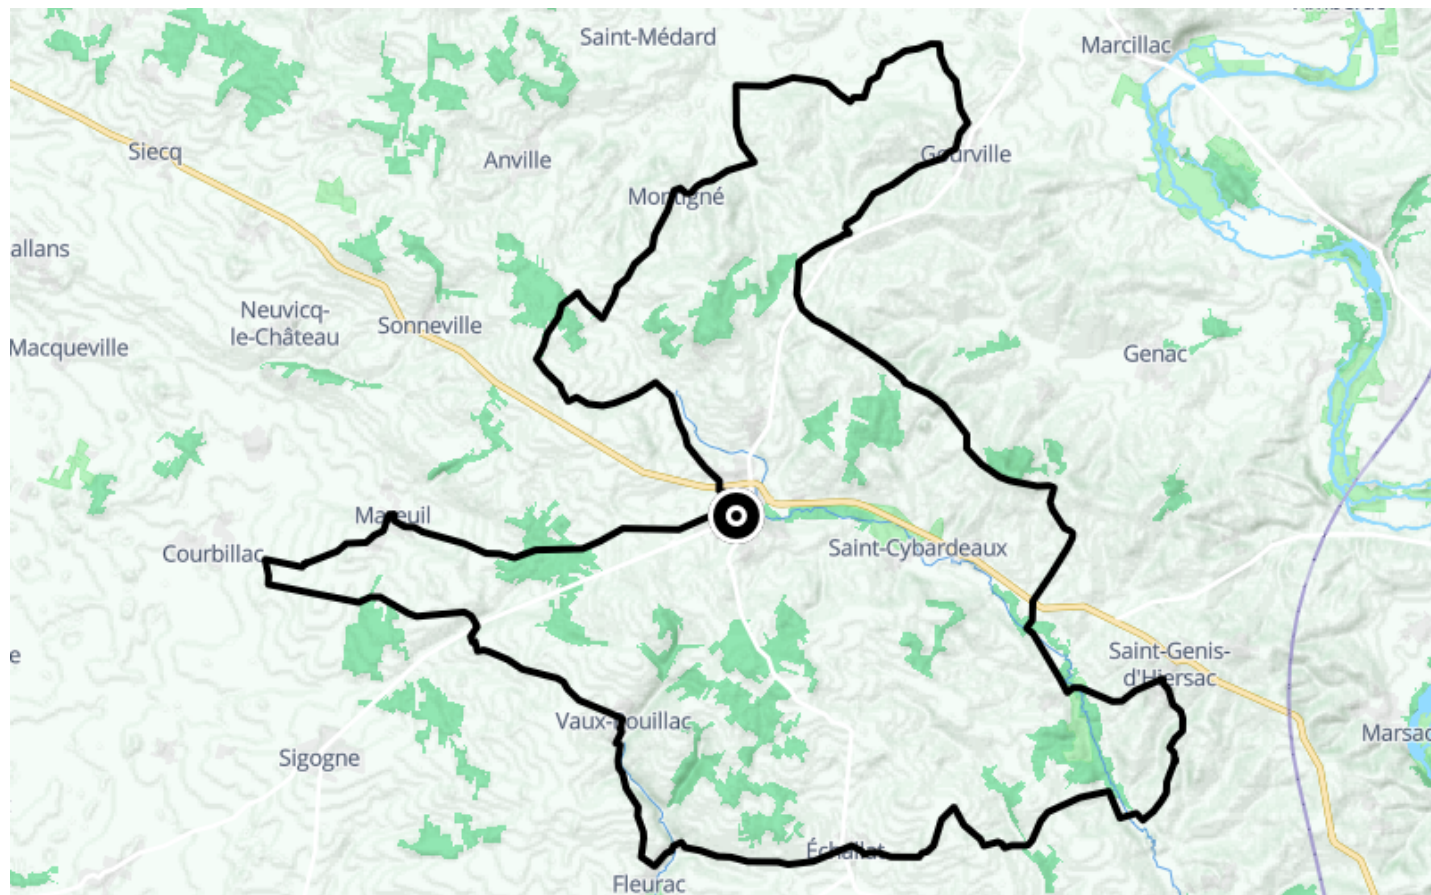 Saint-Médard
Marcillac
Siecq
Anville
Gourville
Montigné
allans
Neuvicq-
le-Château
Sonneville
Macqueville
Genac
Mareuil
Courbillac
Saint-Cybardeaux
e
Saint-Genis-
d'Hiersac
Vaux-Rouillac
Marsac
Sigogne
Échallat
Fleurac